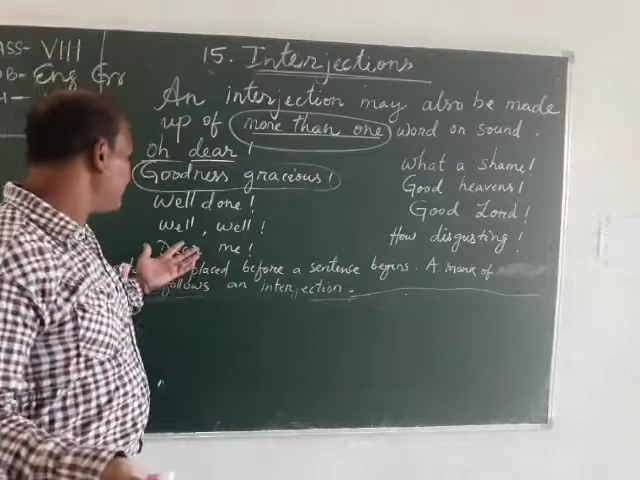 ASS- VIII
B- Eng Gr
15. Interjections
An interjection may also be made
up of more than one word or sound.
Oh dear!
Goodness gracious!
Well done!
Well, well!
Dear me!
What a shame!
Good heavens!
Good Lord!
How disgusting!
placed before a sentence begins. A mark of
follows an interjection.